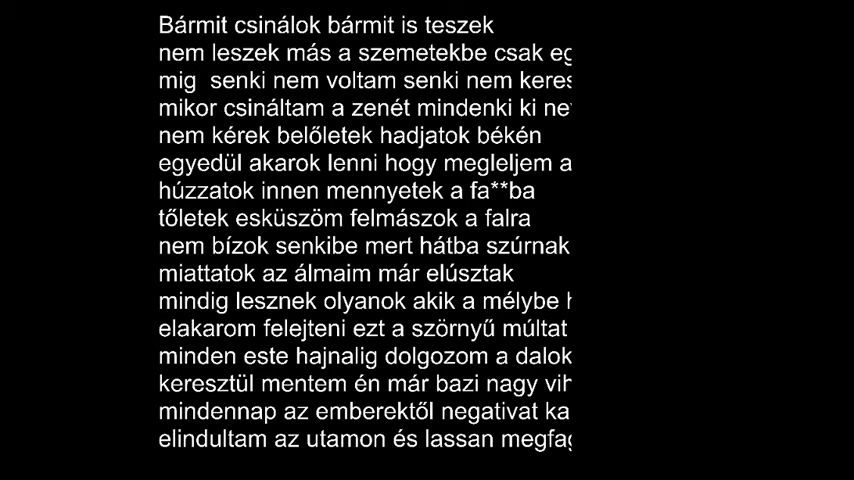 Bármit csinálok bármit is teszek
nem leszek más a szemetekbe csak
mig senki nem voltam senki nem
mikor csináltam a zenét mindenki ki
nem kérek belőletek hadjatok békén
egyedül akarok lenni hogy megleljem a
húzzatok innen mennyetek a fa**ba
tőletek esküszöm felmászok a falra
nem bízok senkibe mert hátba szúrnak
miattatok az álmaim már elúsztak
mindig lesznek olyanok akik a mélybe
elakarom felejteni ezt a szörnyű múltat
minden este hajnalig dolgozom a dalok
keresztül mentem én már bazi nagy
mindennap az emberektől negativat
elindultam az utamon és lassan